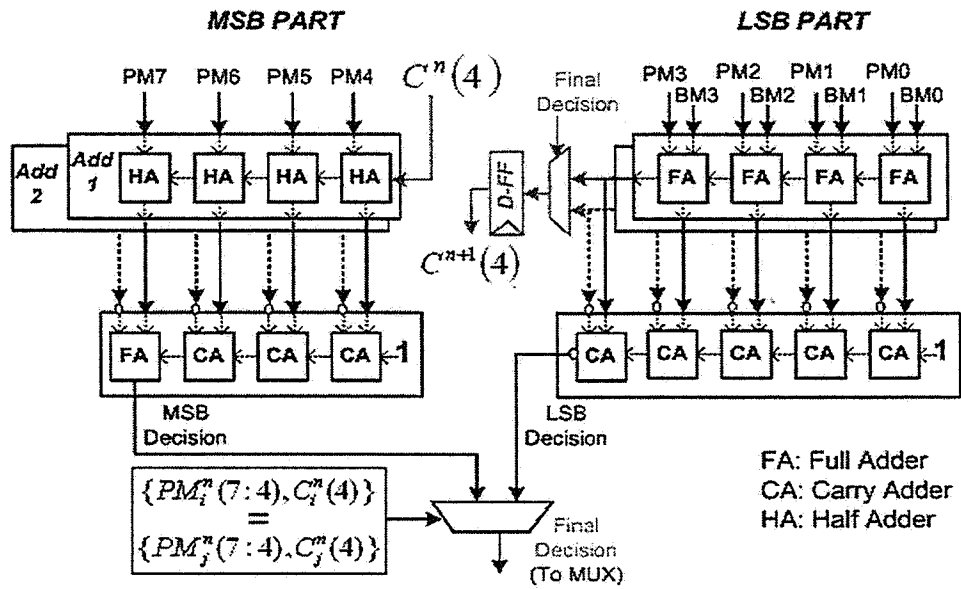 MSB PART
LSB PART
PM7 PM6 PM5 PM4 C^n(4)
Final Decision
PM3 PM2 PM1 PM0
BM3 BM2 BM1 BM0
Add 2
Add 1
HA HA HA HA
D-FF
FA FA FA FA
C^{n+1}(4)
FA CA CA CA 1
CA CA CA CA CA 1
MSB
Decision
LSB
Decision
{PM_i^n(7:4), C_i^n(4)}
=
{PM_j^n(7:4), C_j^n(4)}
Final
Decision
(To MUX)
FA: Full Adder
CA: Carry Adder
HA: Half Adder